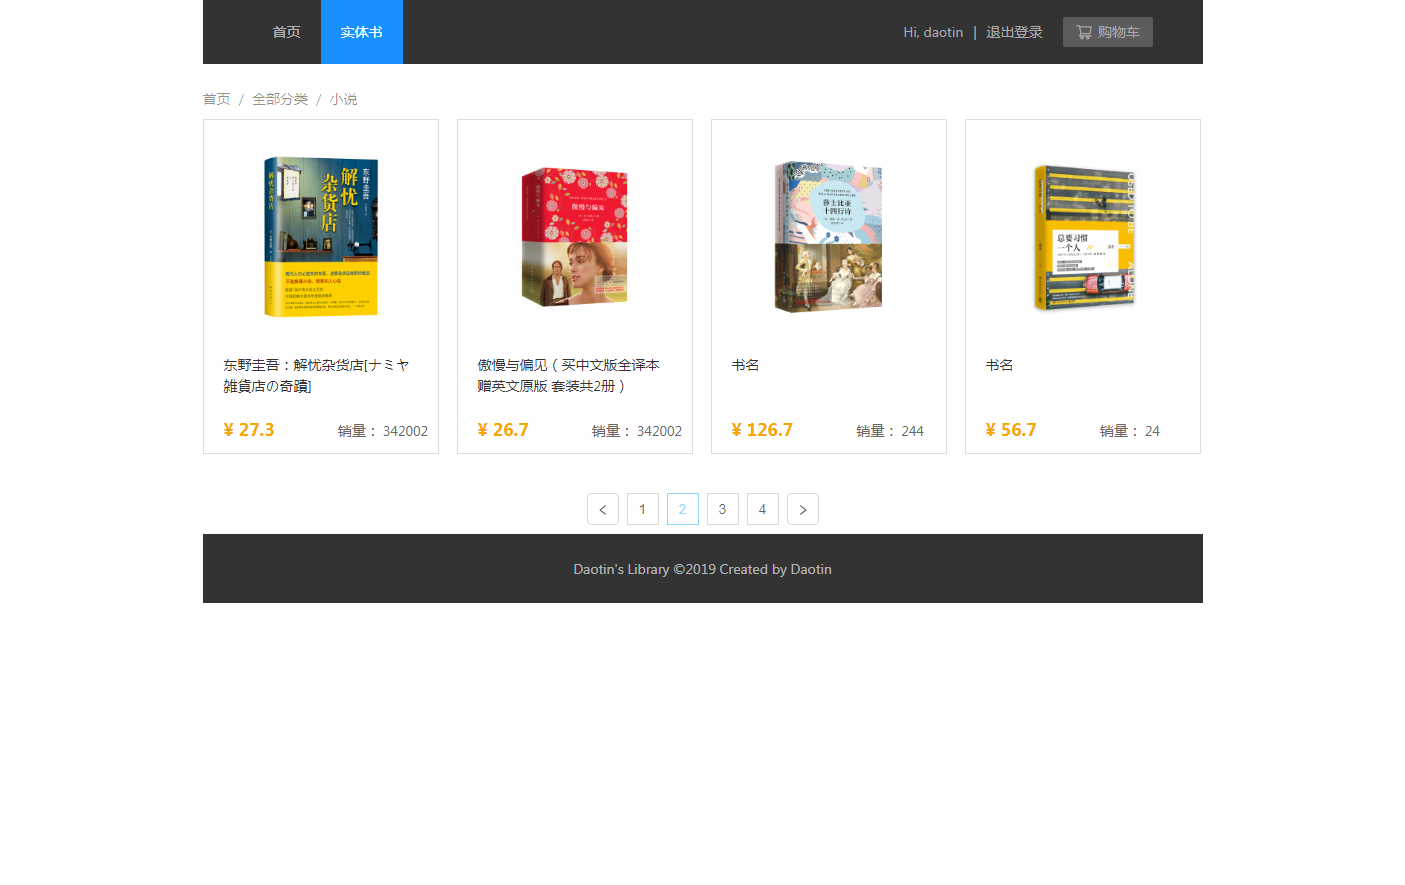 首页
实体书
Hi, daotin | 退出登录
购物车
首页 / 全部分类 / 小说
东野圭吾
解忧
杂货店
解忧杂货店
傲慢与偏见
莎士比亚
十四行诗
USED TO BE
ALONE
总要习惯
一个人
东野圭吾：解忧杂货店[ナミヤ
雑貨店の奇蹟]
¥ 27.3
销量： 342002
傲慢与偏见（买中文版全译本
赠英文原版 套装共2册）
¥ 26.7
销量： 342002
书名
¥ 126.7
销量： 244
书名
¥ 56.7
销量： 24
< 1 2 3 4 >
Daotin's Library ©2019 Created by Daotin